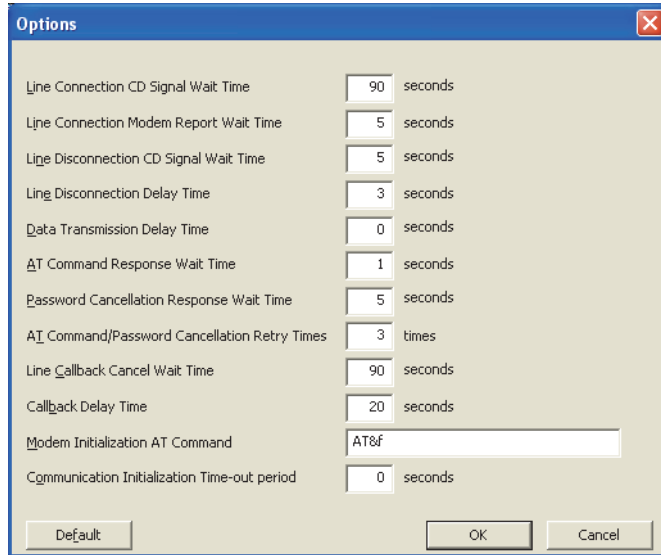 Options
Line Connection CD Signal Wait Time 90 seconds
Line Connection Modem Report Wait Time 5 seconds
Line Disconnection CD Signal Wait Time 5 seconds
Line Disconnection Delay Time 3 seconds
Data Transmission Delay Time 0 seconds
AT Command Response Wait Time 1 seconds
Password Cancellation Response Wait Time 5 seconds
AT Command/Password Cancellation Retry Times 3 times
Line Callback Cancel Wait Time 90 seconds
Callback Delay Time 20 seconds
Modem Initialization AT Command AT&f
Communication Initialization Time-out period 0 seconds
Default OK Cancel